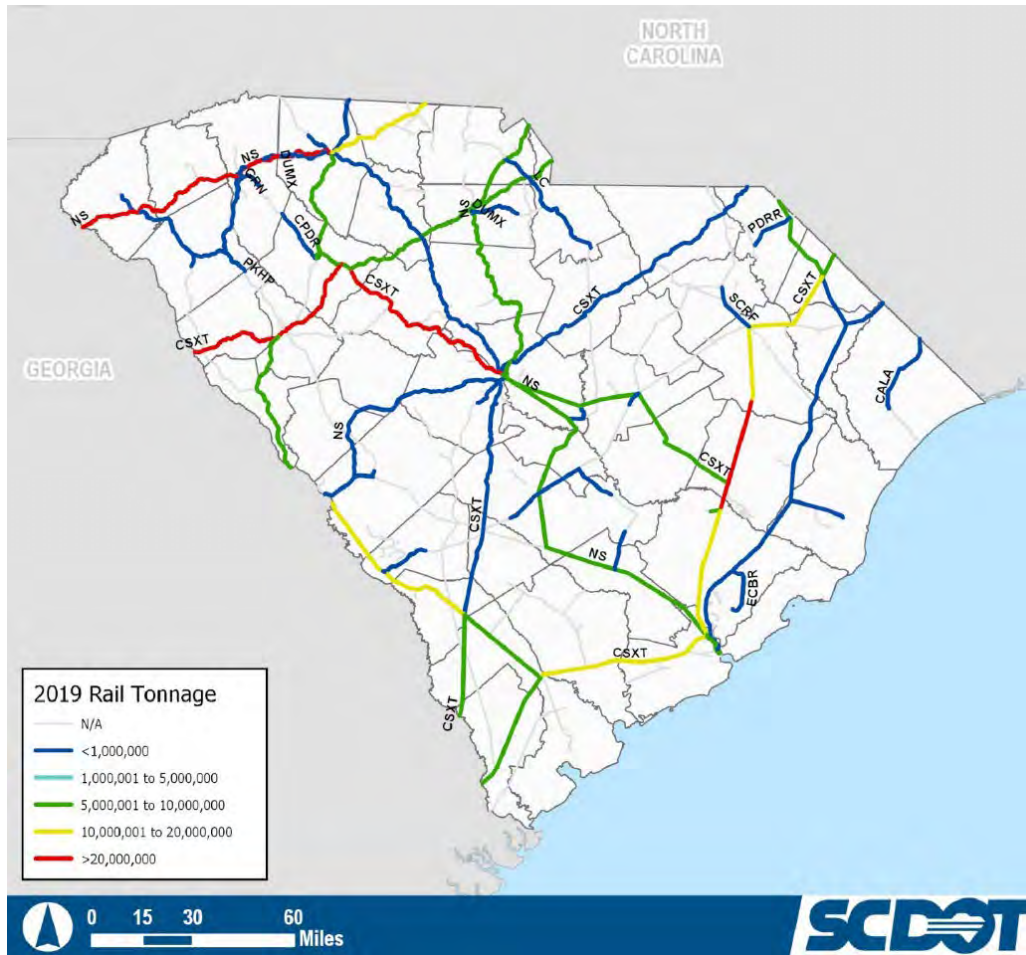 NORTH
CAROLINA
NS
DUMX
GRN
NS
CPDR
PKHP
CSXT
CSXT
NS
DUMX
LC
CSXT
PDRR
CSXT
SCRF
CALA
GEORGIA
NS
NS
CSXT
CSXT
NS
ECBR
CSXT
CSXT
2019 Rail Tonnage
N/A
<1,000,000
1,000,001 to 5,000,000
5,000,001 to 10,000,000
10,000,001 to 20,000,000
>20,000,000
0 15 30 60
Miles
SCDOT